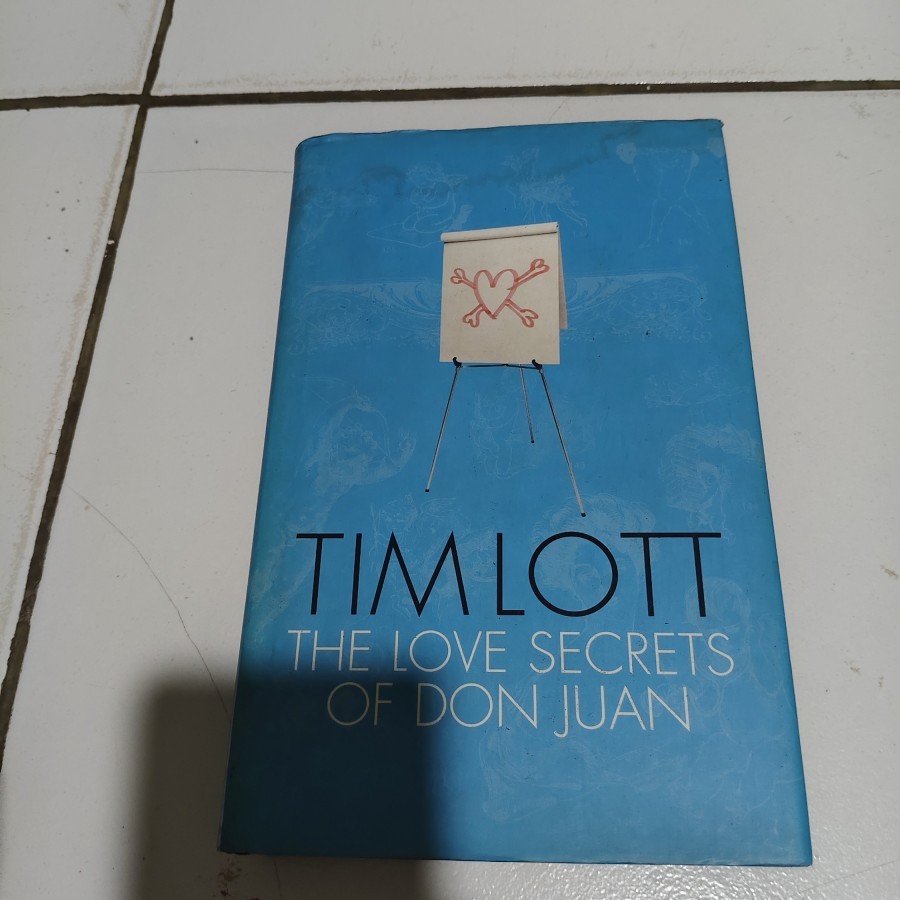 TIM LOTT
THE LOVE SECRETS
OF DON JUAN